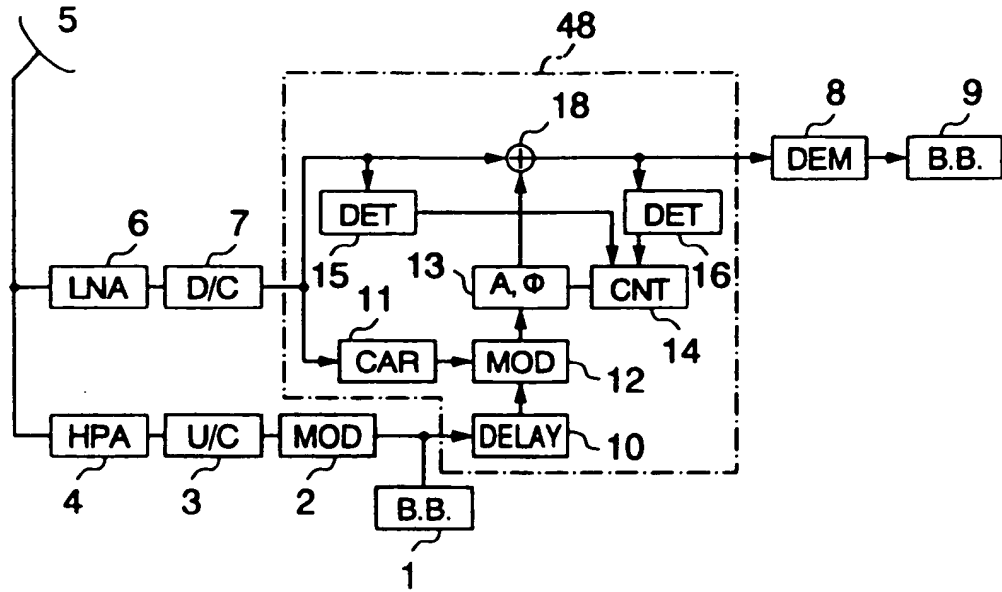 5
48
18
8
9
DEM
B.B.
DET
DET
6
7
15
16
13
LNA
D/C
A, Φ
CNT
11
14
CAR
MOD
12
HPA
U/C
MOD
DELAY
10
4
3
2
B.B.
1